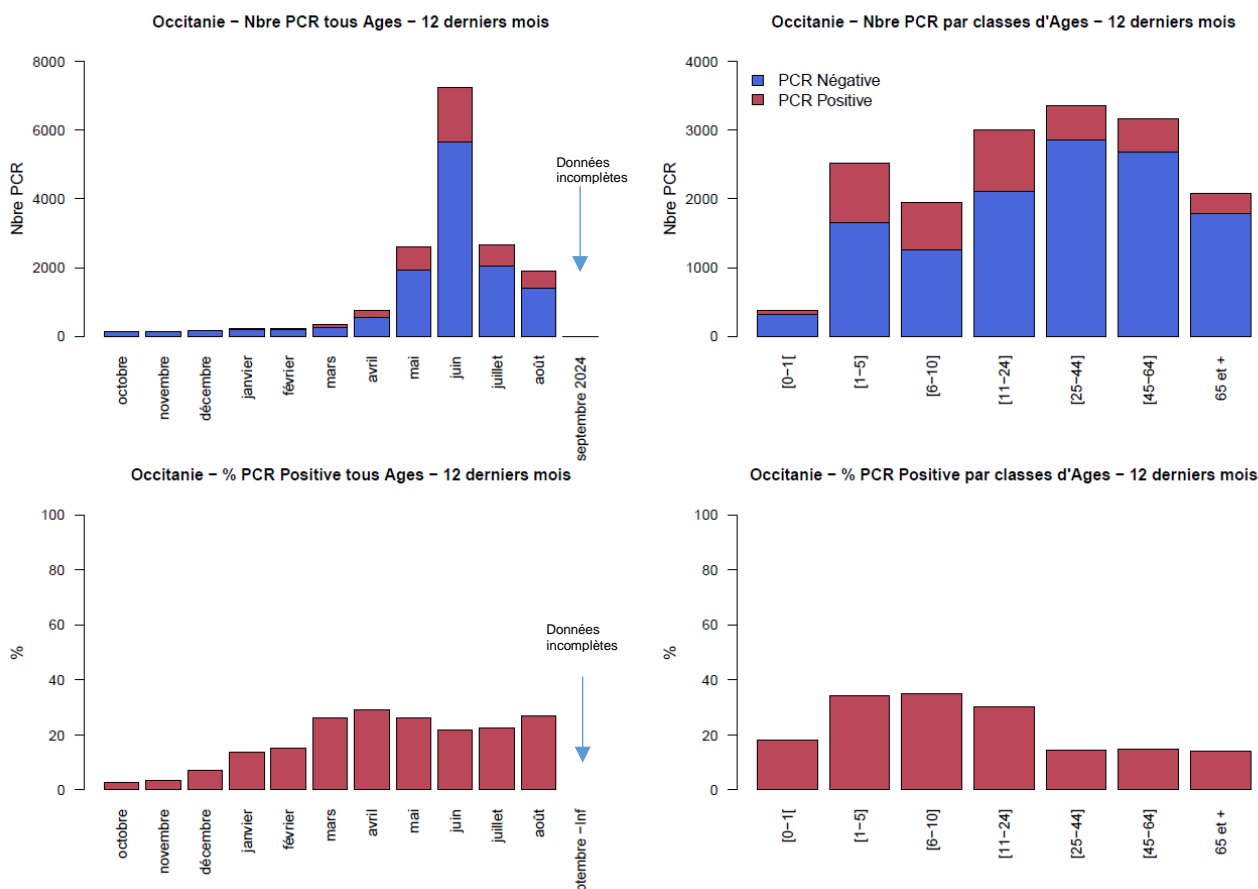 Occitanie – Nbre PCR tous Ages – 12 derniers mois
Nbre PCR
8000
6000
4000
2000
0
Données
incomplètes
octobre
novembre
décembre
janvier
février
mars
avril
mai
juin
juillet
août
septembre 2024
Occitanie – Nbre PCR par classes d'Ages – 12 derniers mois
Nbre PCR
4000
3000
2000
1000
0
PCR Négative
PCR Positive
[0–1[
[1–5]
[6–10]
[11–24]
[25–44]
[45–64]
65 et +
Occitanie – % PCR Positive tous Ages – 12 derniers mois
%
100
80
60
40
20
0
Données
incomplètes
octobre
novembre
décembre
janvier
février
mars
avril
mai
juin
juillet
août
ptembre –Inf
Occitanie – % PCR Positive par classes d'Ages – 12 derniers mois
%
100
80
60
40
20
0
[0–1[
[1–5]
[6–10]
[11–24]
[25–44]
[45–64]
65 et +